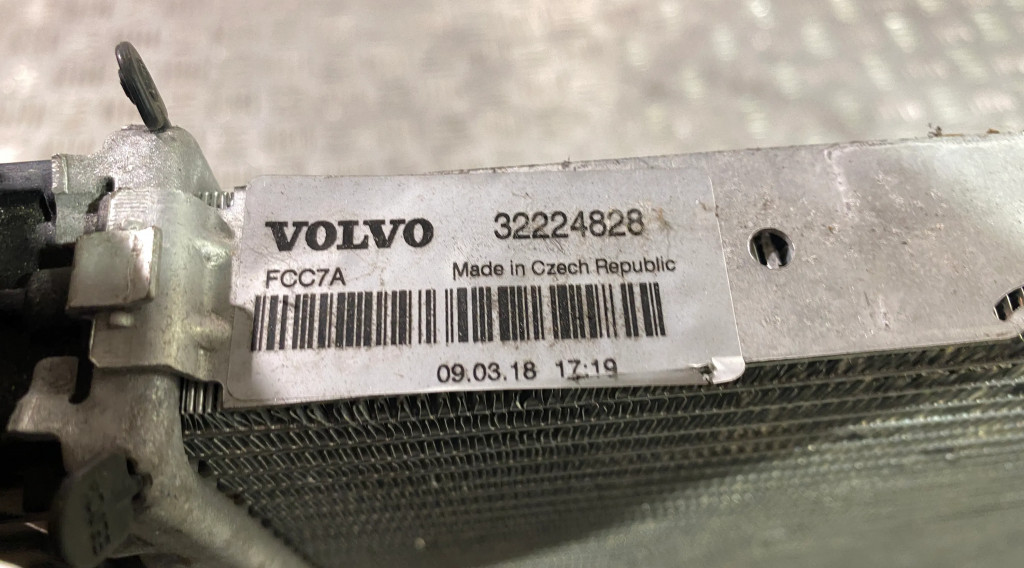 VOLVO 32224828
FCC7A Made in Czech Republic
09.03.18 17:19